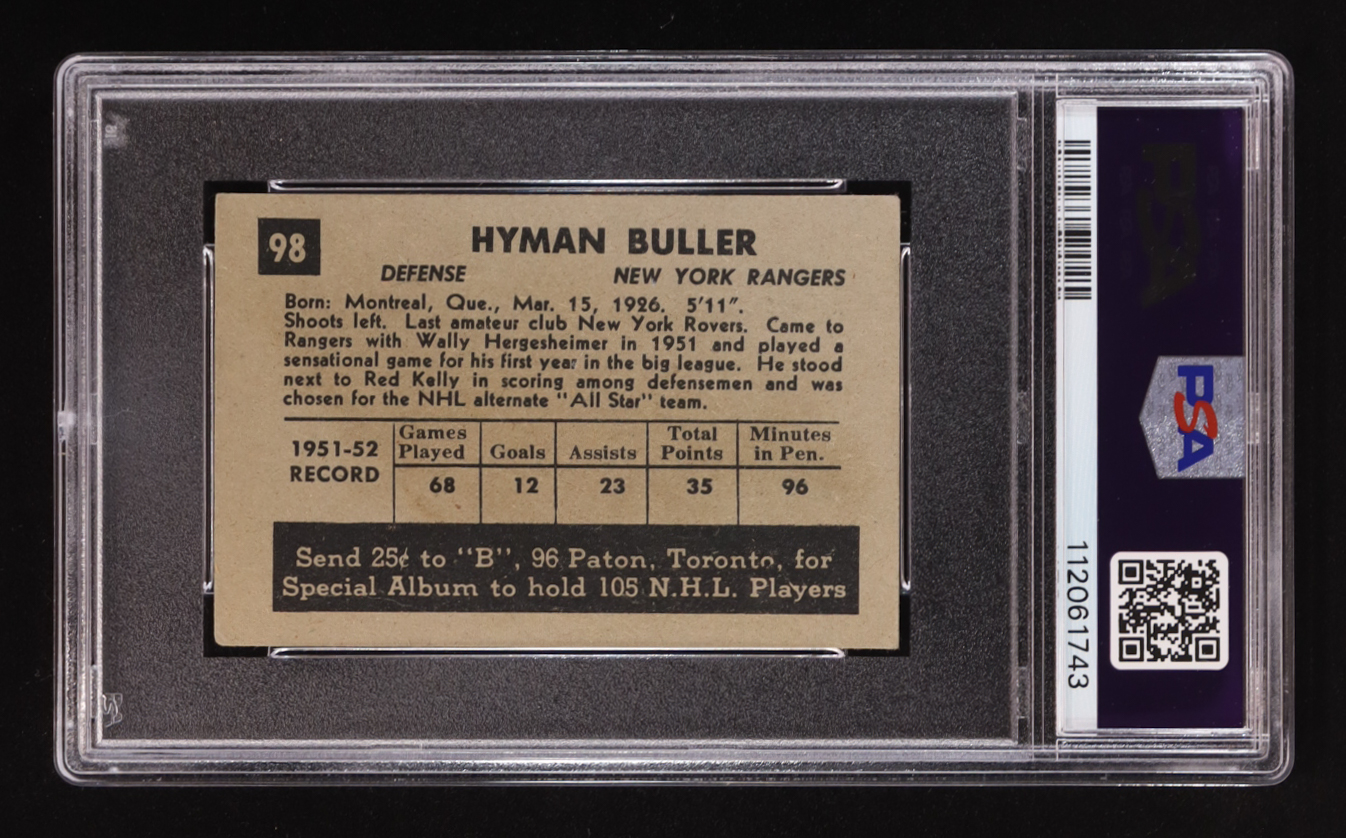 98
HYMAN BULLER
DEFENSE NEW YORK RANGERS
Born: Montreal, Que., Mar. 15, 1926. 5'11".
Shoots left. Last amateur club New York Rovers. Came to
Rangers with Wally Hergesheimer in 1951 and played a
sensational game for his first year in the big league. He stood
next to Red Kelly in scoring among defensemen and was
chosen for the NHL alternate "All Star" team.
1951-52 RECORD
Games Played Goals Assists Total Points Minutes in Pen.
68 12 23 35 96
Send 25¢ to "B", 96 Paton, Toronto, for
Special Album to hold 105 N.H.L. Players
PSA
PSA
112061743